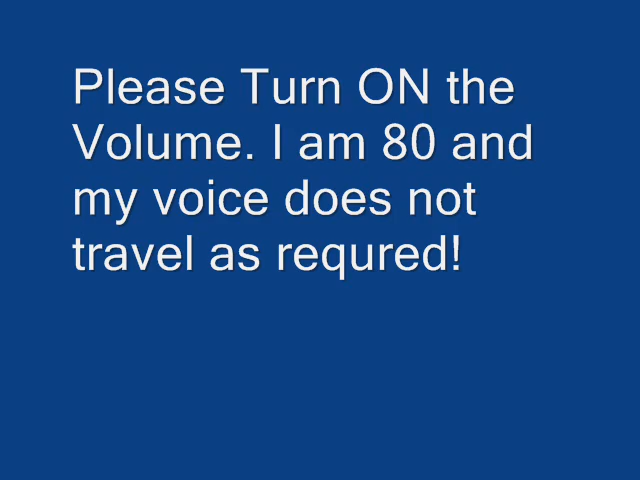 Please Turn ON the
Volume. I am 80 and
my voice does not
travel as requred!